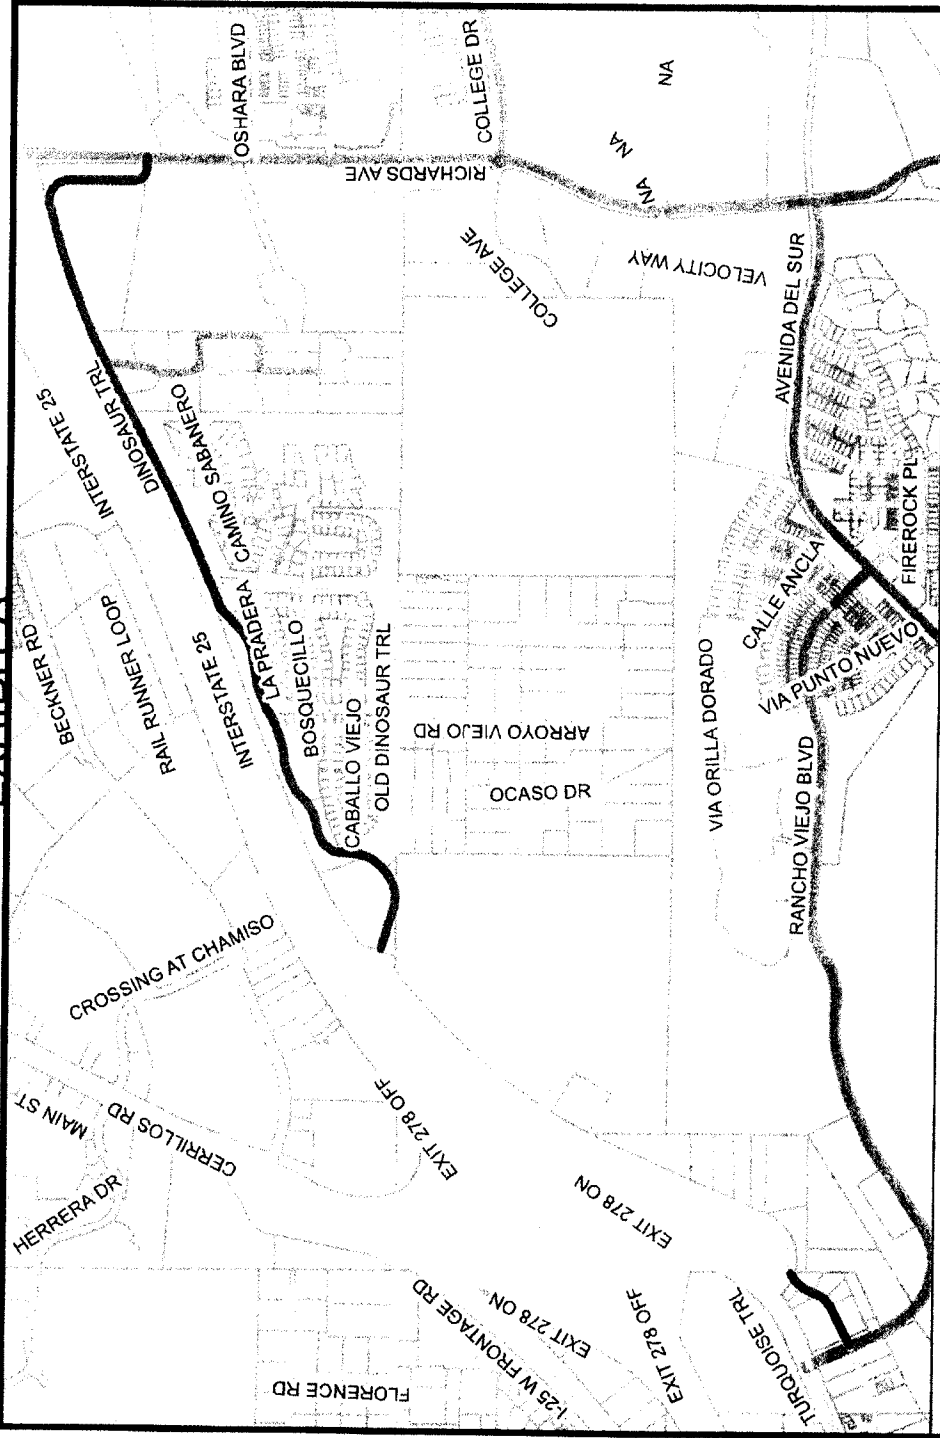 OSHARA BLVD
COLLEGE DR
NA
NA
NA
RICHARDS AVE
COLLEGE AVE
VELOCITY WAY
AVENIDA DEL SUR
INTERSTATE 25
DINOSAUR TRL
CAMINO SABANERO
BECKNER RD
RAIL RUNNER LOOP
INTERSTATE 25
LA PRADERA
BOSQUECILLO
CABALLO VIEJO
OLD DINOSAUR TRL
ARROYO VIEJO RD
OCASO DR
VIA ORILLA DORADO
CALLE ANCLA
VIA PUNTO NUEVO
FIREROCK PL
RANCHO VIEJO BLVD
CROSSING AT CHAMISO
MAIN ST
CERRILLOS RD
HERRERA DR
EXIT 278 OFF
EXIT 278 ON
EXIT 278 ON
I-25 W FRONTAGE RD
FLORENCE RD
EXIT 278 OFF
TURQUOISE TRL